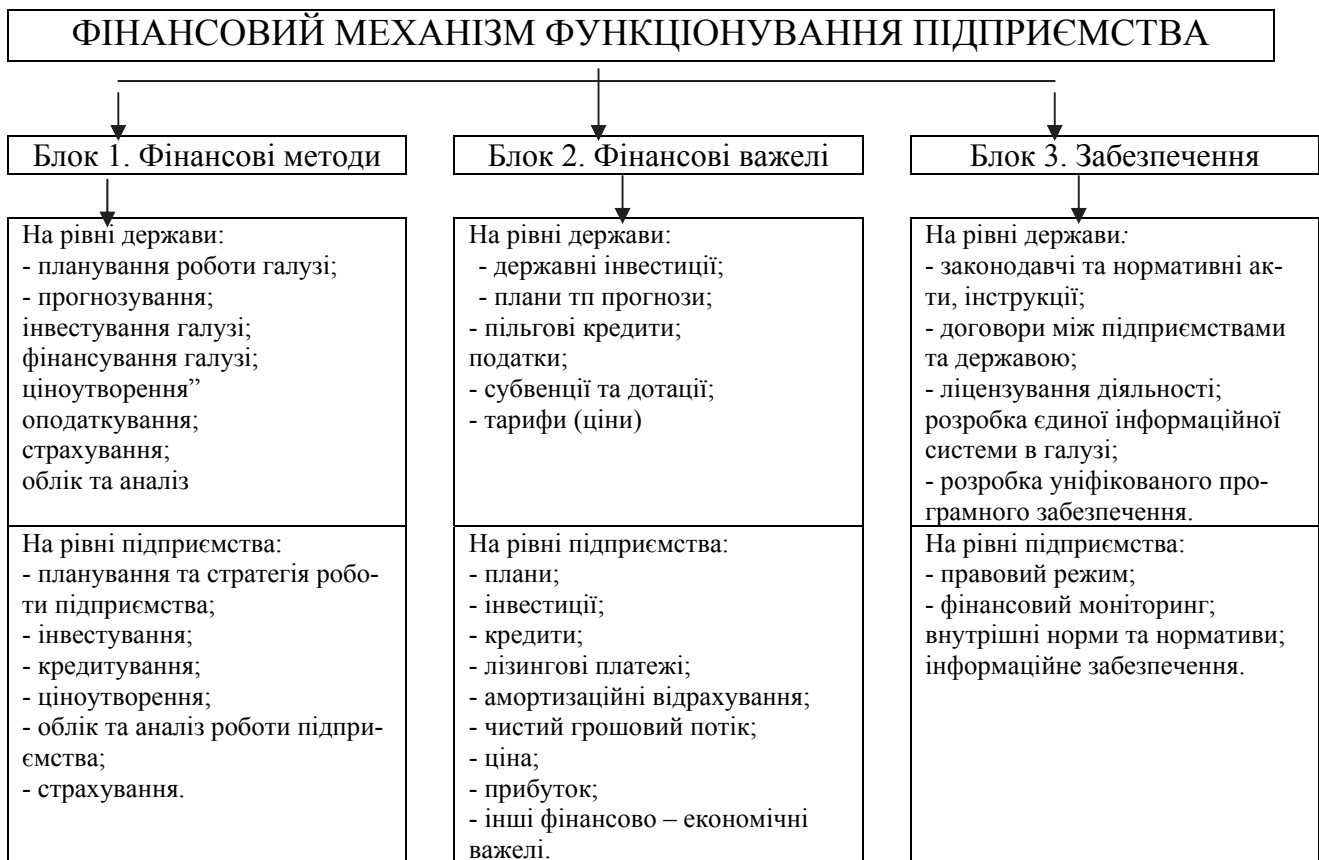 ФІНАНСОВИЙ МЕХАНІЗМ ФУНКЦІОНУВАННЯ ПІДПРИЄМСТВА
Блок 1. Фінансові методи
На рівні держави:
- планування роботи галузі;
- прогнозування;
інвестування галузі;
фінансування галузі;
ціноутворення”
оподаткування;
страхування;
облік та аналіз
На рівні підприємства:
- планування та стратегія робо-
ти підприємства;
- інвестування;
- кредитування;
- ціноутворення;
- облік та аналіз роботи підпри-
ємства;
- страхування.
Блок 2. Фінансові важелі
На рівні держави:
- державні інвестиції;
- плани тп прогнози;
- пільгові кредити;
податки;
- субвенції та дотації;
- тарифи (ціни)
На рівні підприємства:
- плани;
- інвестиції;
- кредити;
- лізингові платежі;
- амортизаційні відрахування;
- чистий грошовий потік;
- ціна;
- прибуток;
- інші фінансово – економічні
важелі.
Блок 3. Забезпечення
На рівні держави:
- законодавчі та нормативні ак-
ти, інструкції;
- договори між підприємствами
та державою;
- ліцензування діяльності;
розробка єдиної інформаційної
системи в галузі;
- розробка уніфікованого про-
грамного забезпечення.
На рівні підприємства:
- правовий режим;
- фінансовий моніторинг;
внутрішні норми та нормативи;
інформаційне забезпечення.